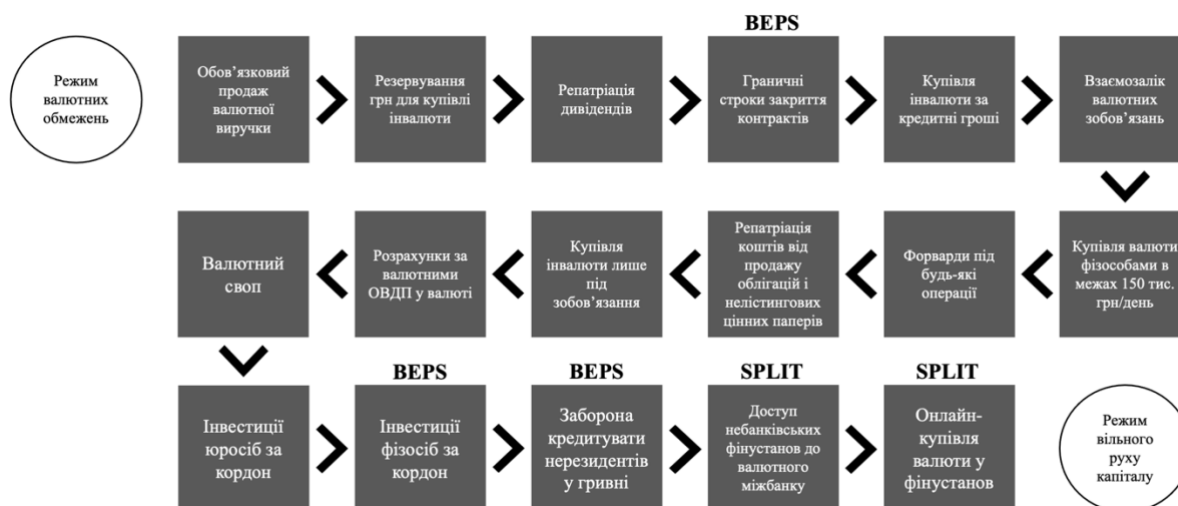 Режим
валютних
обмежень
Обов’язковий
продаж
валютної
виручки
Резервування
грн для купівлі
інвалюти
Репатріація
дивідендів
BEPS
Граничні
строки закриття
контрактів
Купівля
інвалюти за
кредитні гроші
Взаємозалік
валютних
зобов’язань
Купівля валюти
фізособами в
межах 150 тис.
грн/день
Форварди під
будь-які
операції
Репатріація
коштів від
продажу
облігацій і
нелістингових
цінних паперів
Купівля
інвалюти лише
під
зобов’язання
Розрахунки за
валютними
ОВДП у валюті
Валютний
своп
Інвестиції
юросіб за
кордон
BEPS
Інвестиції
фізосіб за
кордон
BEPS
Заборона
кредитувати
нерезидентів
у гривні
SPLIT
Доступ
небанківських
фінустанов до
валютного
міжбанку
SPLIT
Онлайн-
купівля
валюти у
фінустанов
Режим
вільного
руху
капіталу